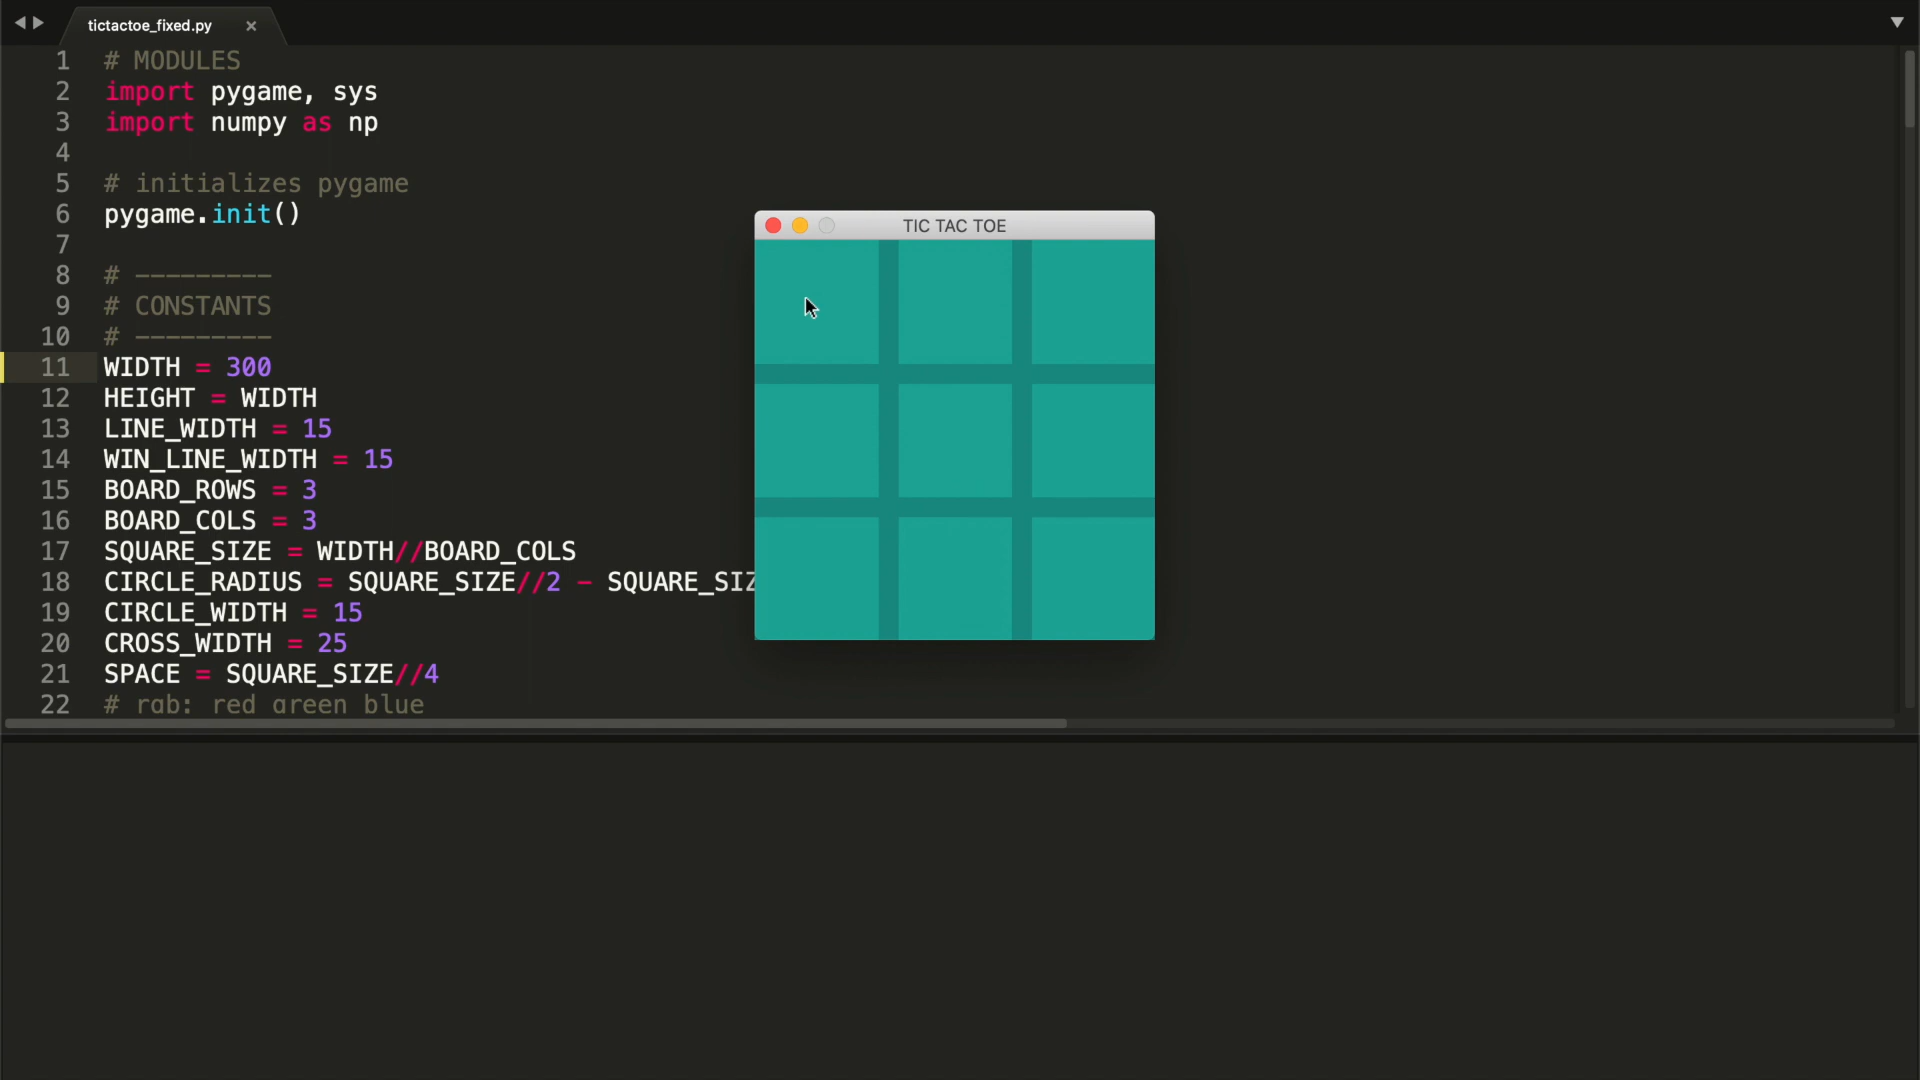 tictactoe_fixed.py ×
1 # MODULES
2 import pygame, sys
3 import numpy as np
4
5 # initializes pygame
6 pygame.init()
7
8 # ---------
9 # CONSTANTS
10 # ---------
11 WIDTH = 300
12 HEIGHT = WIDTH
13 LINE_WIDTH = 15
14 WIN_LINE_WIDTH = 15
15 BOARD_ROWS = 3
16 BOARD_COLS = 3
17 SQUARE_SIZE = WIDTH//BOARD_COLS
18 CIRCLE_RADIUS = SQUARE_SIZE//2 - SQUARE_SIZ
19 CIRCLE_WIDTH = 15
20 CROSS_WIDTH = 25
21 SPACE = SQUARE_SIZE//4
22 # rgb: red green blue
TIC TAC TOE